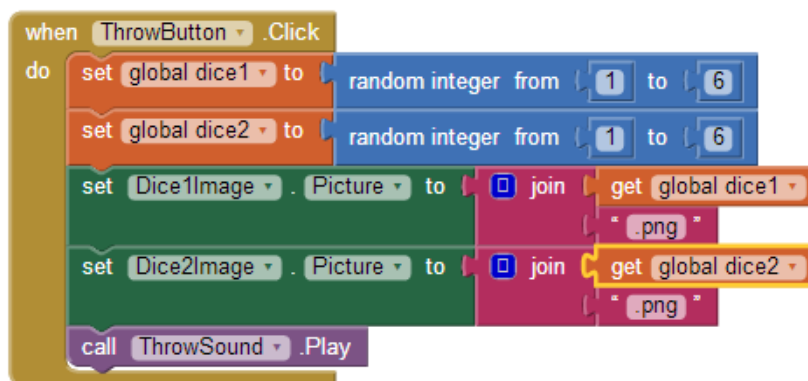 when ThrowButton .Click
do set global dice1 to random integer from 1 to 6
set global dice2 to random integer from 1 to 6
set Dice1Image . Picture to join get global dice1
" .png "
set Dice2Image . Picture to join get global dice2
" .png "
call ThrowSound .Play